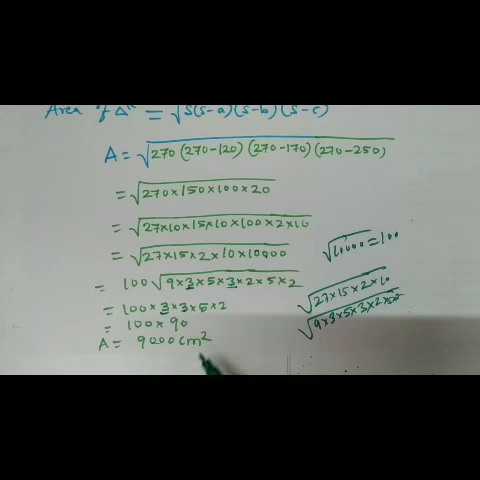 Area of Δle = √S(S-a)(S-b)(S-c)
A = √270 (270-120) (270-170) (270-250)
= √270×150×100×20
= √27×10×15×10×100×2×10
= √27×15×2×10×10000
√10000 = 100
= 100 √9×3×5×3×2×5×2
√27×15×2×10
= 100×3×3×5×2
√9×3×5×3×2×
= 100 × 90
A = 9000 cm²